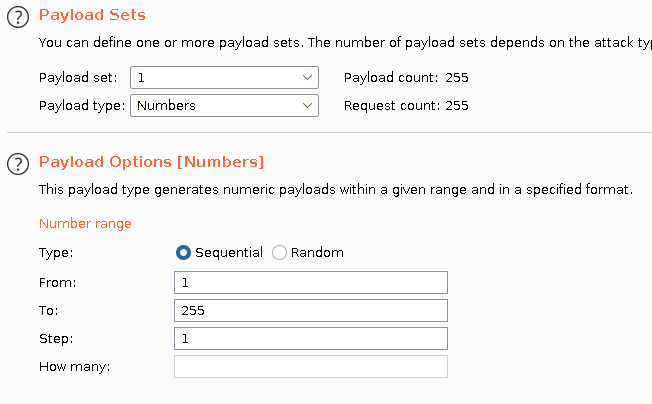 Payload Sets
You can define one or more payload sets. The number of payload sets depends on the attack
Payload set: 1 Payload count: 255
Payload type: Numbers Request count: 255
Payload Options [Numbers]
This payload type generates numeric payloads within a given range and in a specified format.
Number range
Type: Sequential Random
From: 1
To: 255
Step: 1
How many: